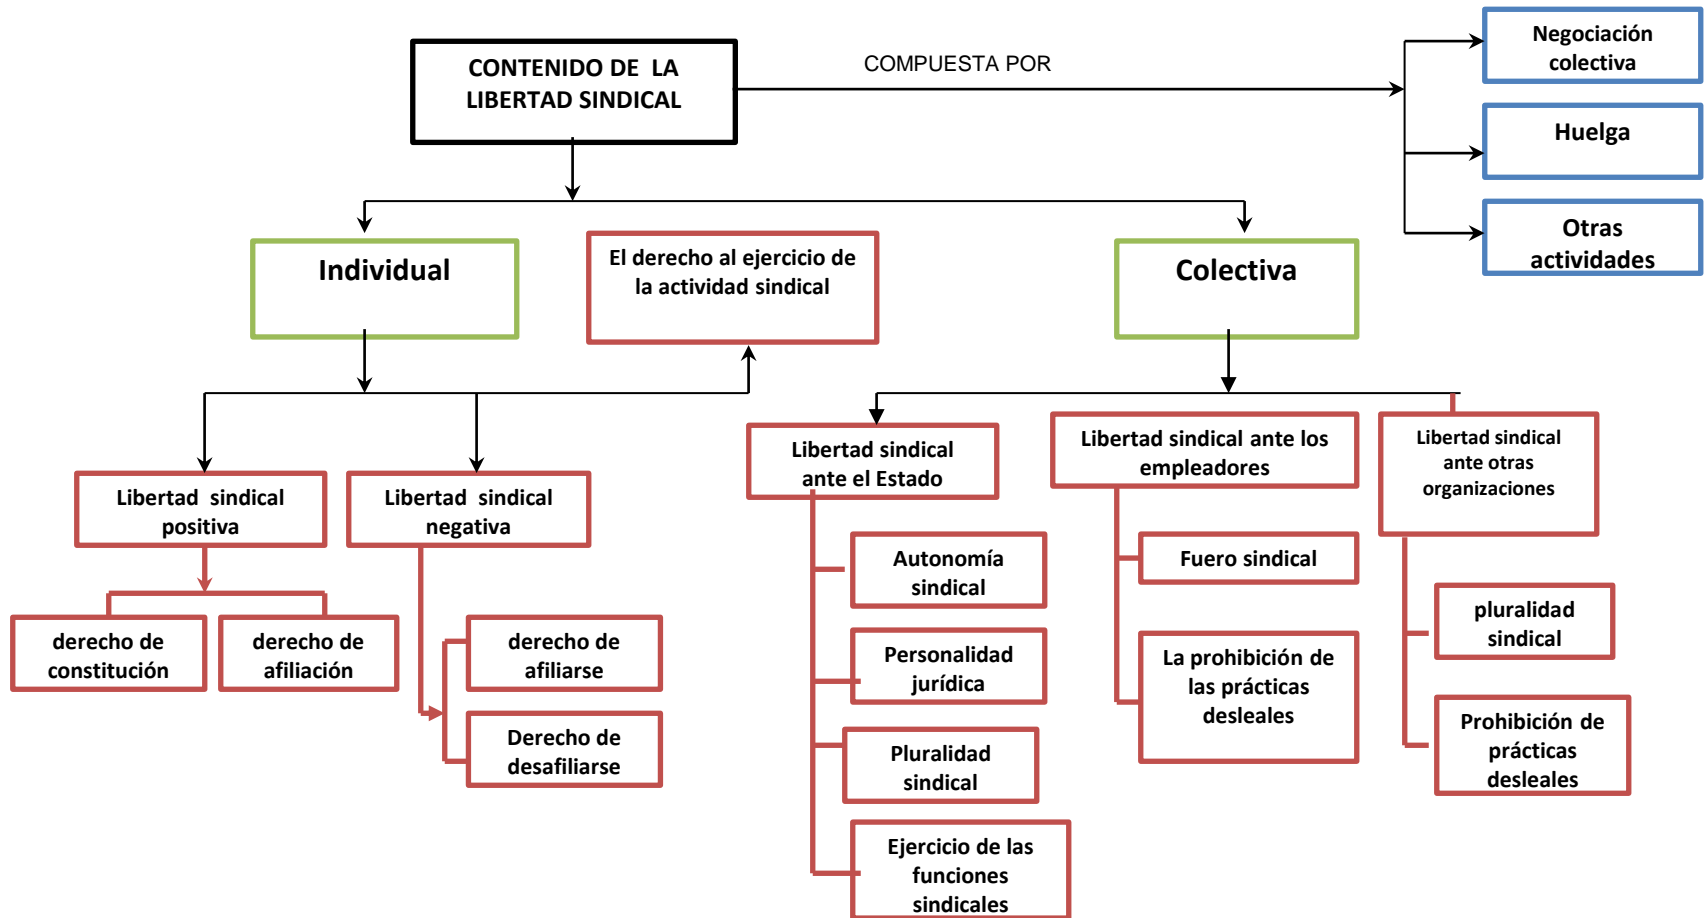 CONTENIDO DE LA
LIBERTAD SINDICAL
COMPUESTA POR
Negociación
colectiva
Huelga
Otras
actividades
Individual
El derecho al ejercicio de
la actividad sindical
Colectiva
Libertad sindical
positiva
Libertad sindical
negativa
derecho de
constitución
derecho de
afiliación
derecho de
afiliarse
Derecho de
desafiliarse
Libertad sindical
ante el Estado
Autonomía
sindical
Personalidad
jurídica
Pluralidad
sindical
Ejercicio de las
funciones
sindicales
Libertad sindical ante los
empleadores
Fuero sindical
La prohibición de
las prácticas
desleales
Libertad sindical
ante otras
organizaciones
pluralidad
sindical
Prohibición de
prácticas
desleales